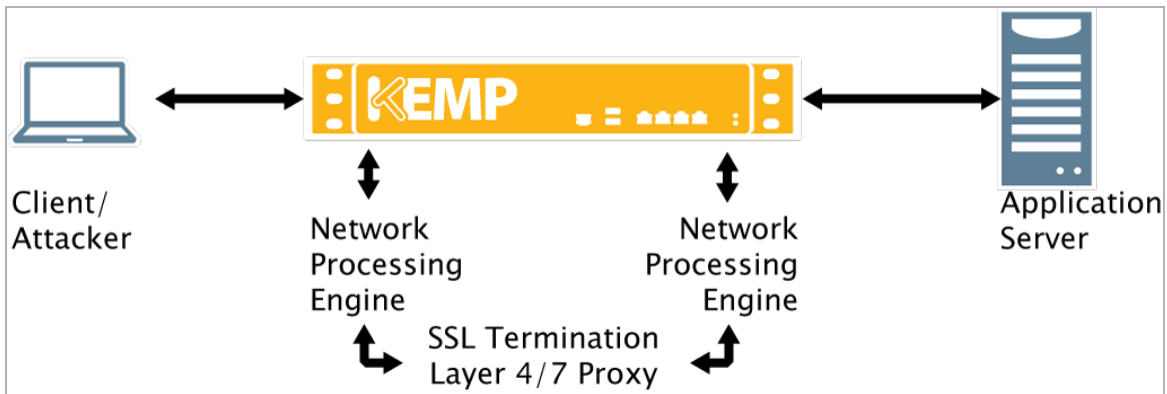 KEMP
Client/
Attacker
Application
Server
Network
Processing
Engine
Network
Processing
Engine
SSL Termination
Layer 4/7 Proxy